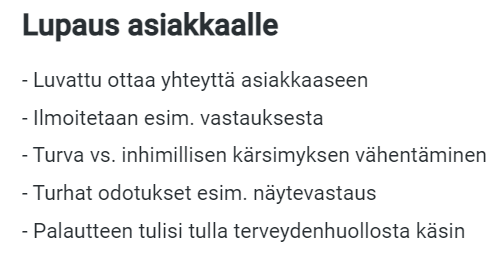 Lupaus asiakkaalle
- Luvattu ottaa yhteyttä asiakkaaseen
- Ilmoitetaan esim. vastauksesta
- Turva vs. inhimillisen kärsimyksen vähentäminen
- Turhat odotukset esim. näytevastaus
- Palautteen tulisi tulla terveydenhuollosta käsin